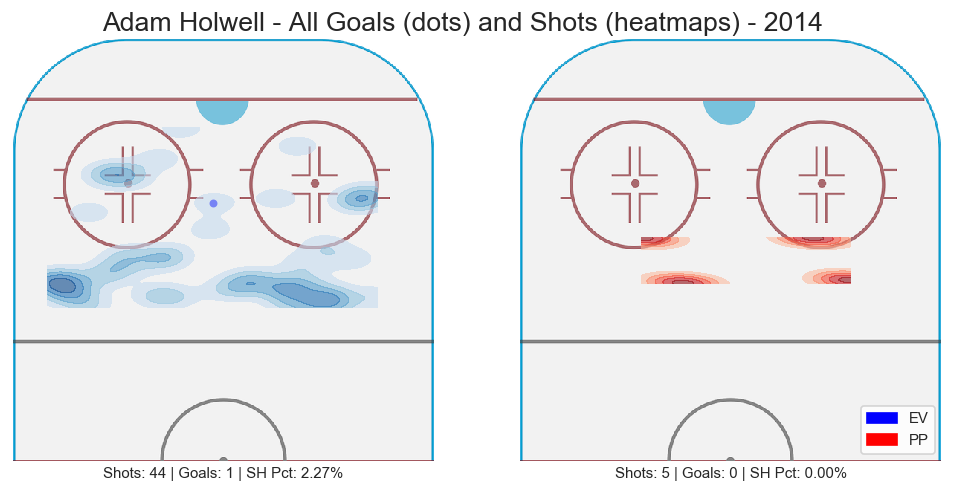 Adam Holwell - All Goals (dots) and Shots (heatmaps) - 2014
EV
PP
Shots: 44 | Goals: 1 | SH Pct: 2.27%
Shots: 5 | Goals: 0 | SH Pct: 0.00%